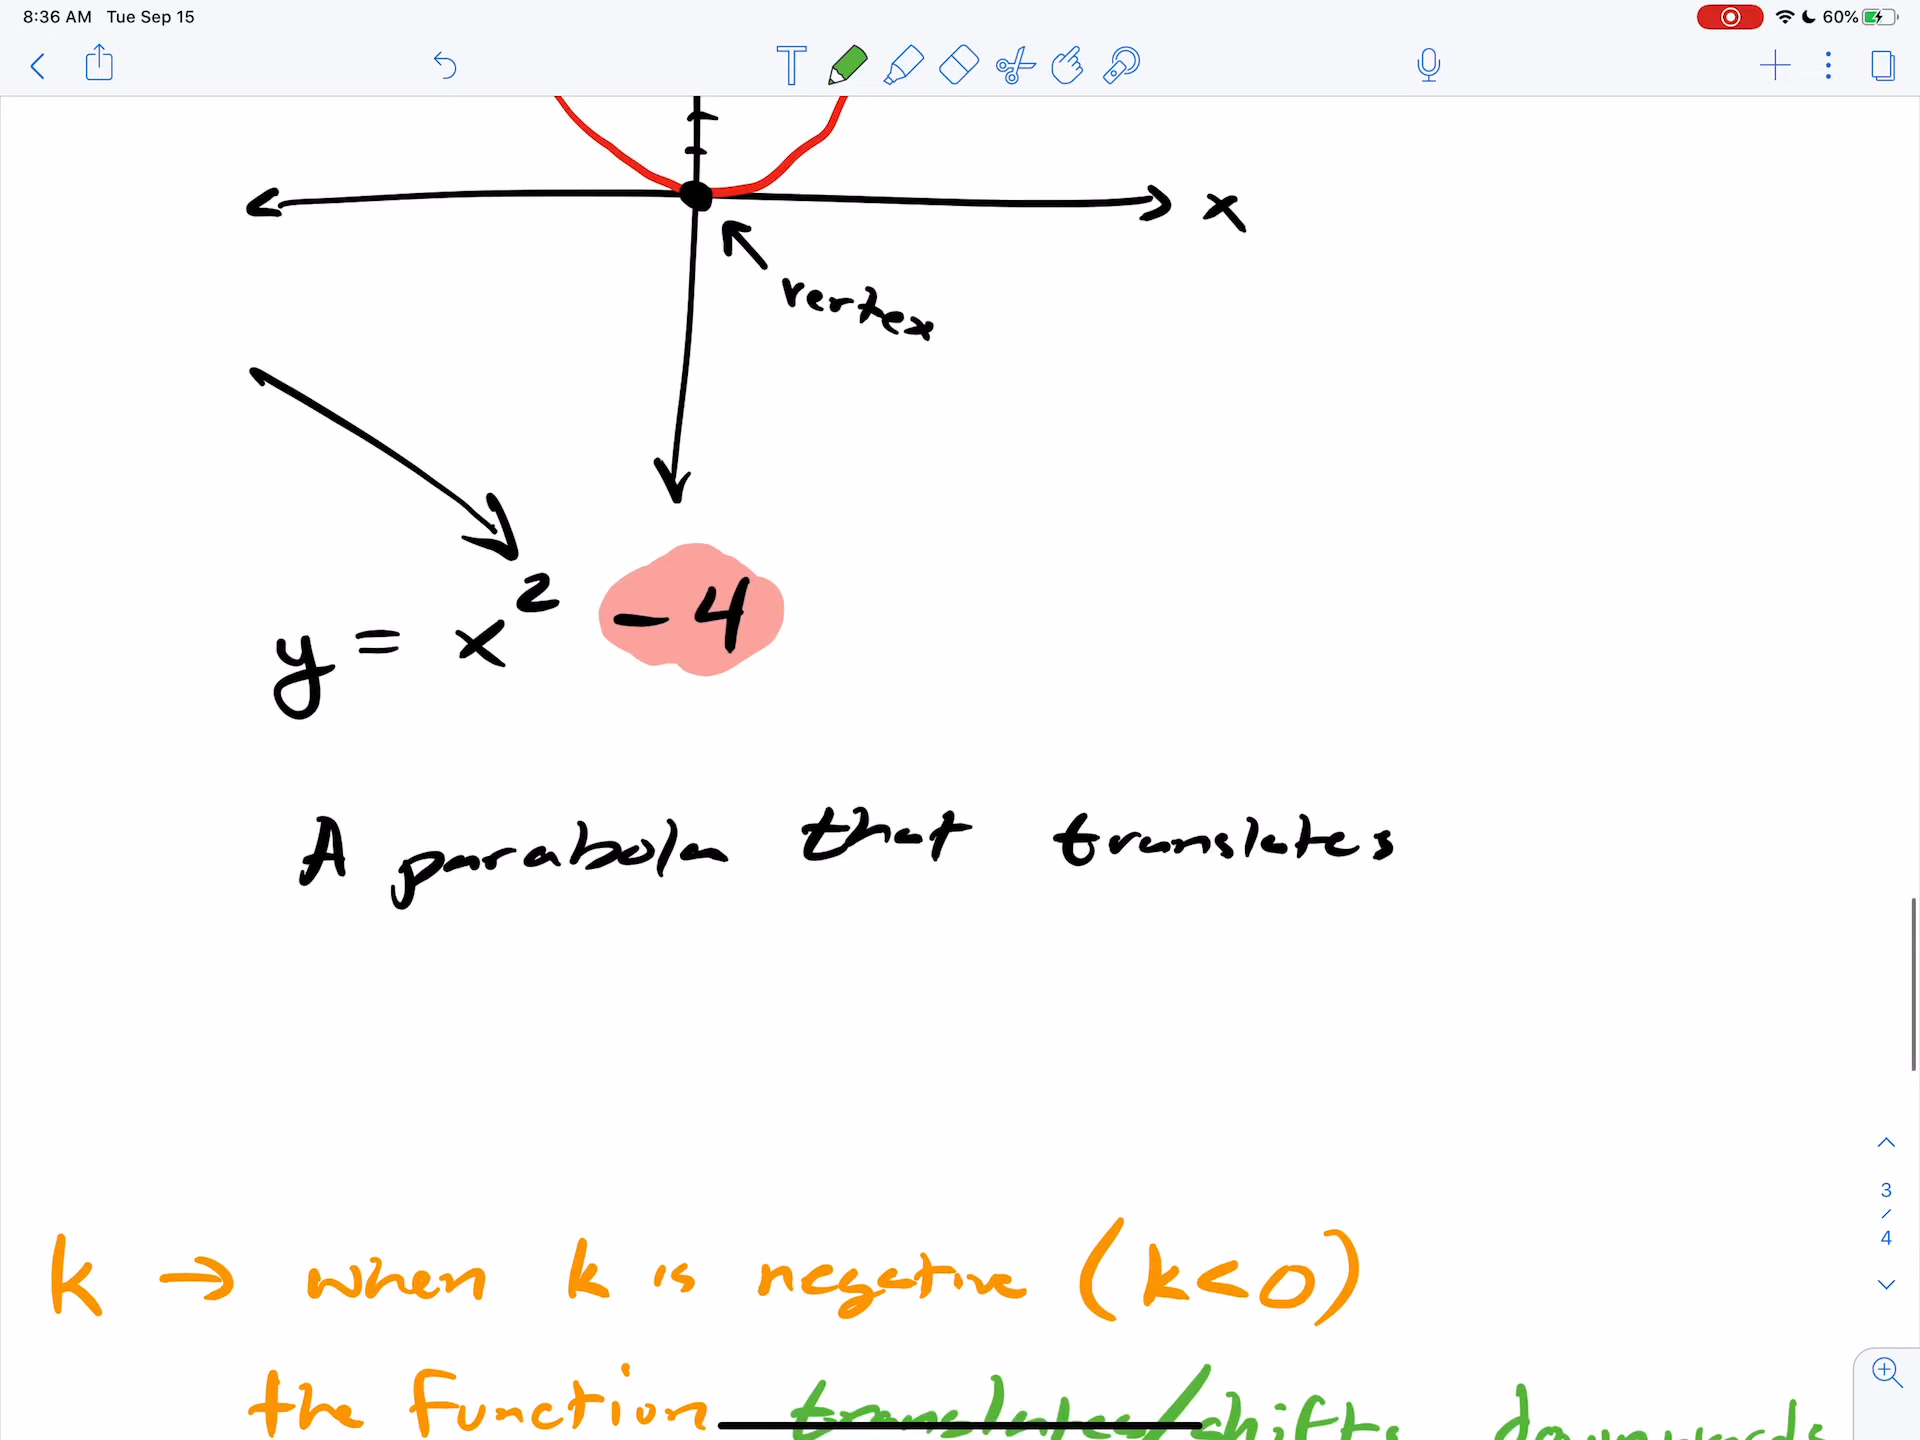 8:36 AM Tue Sep 15
60%
T
x
vertex
y = x² -4
A parabola that translates
3
/
4
k → when k is negative (k<0)
the function translates/shifts downwards